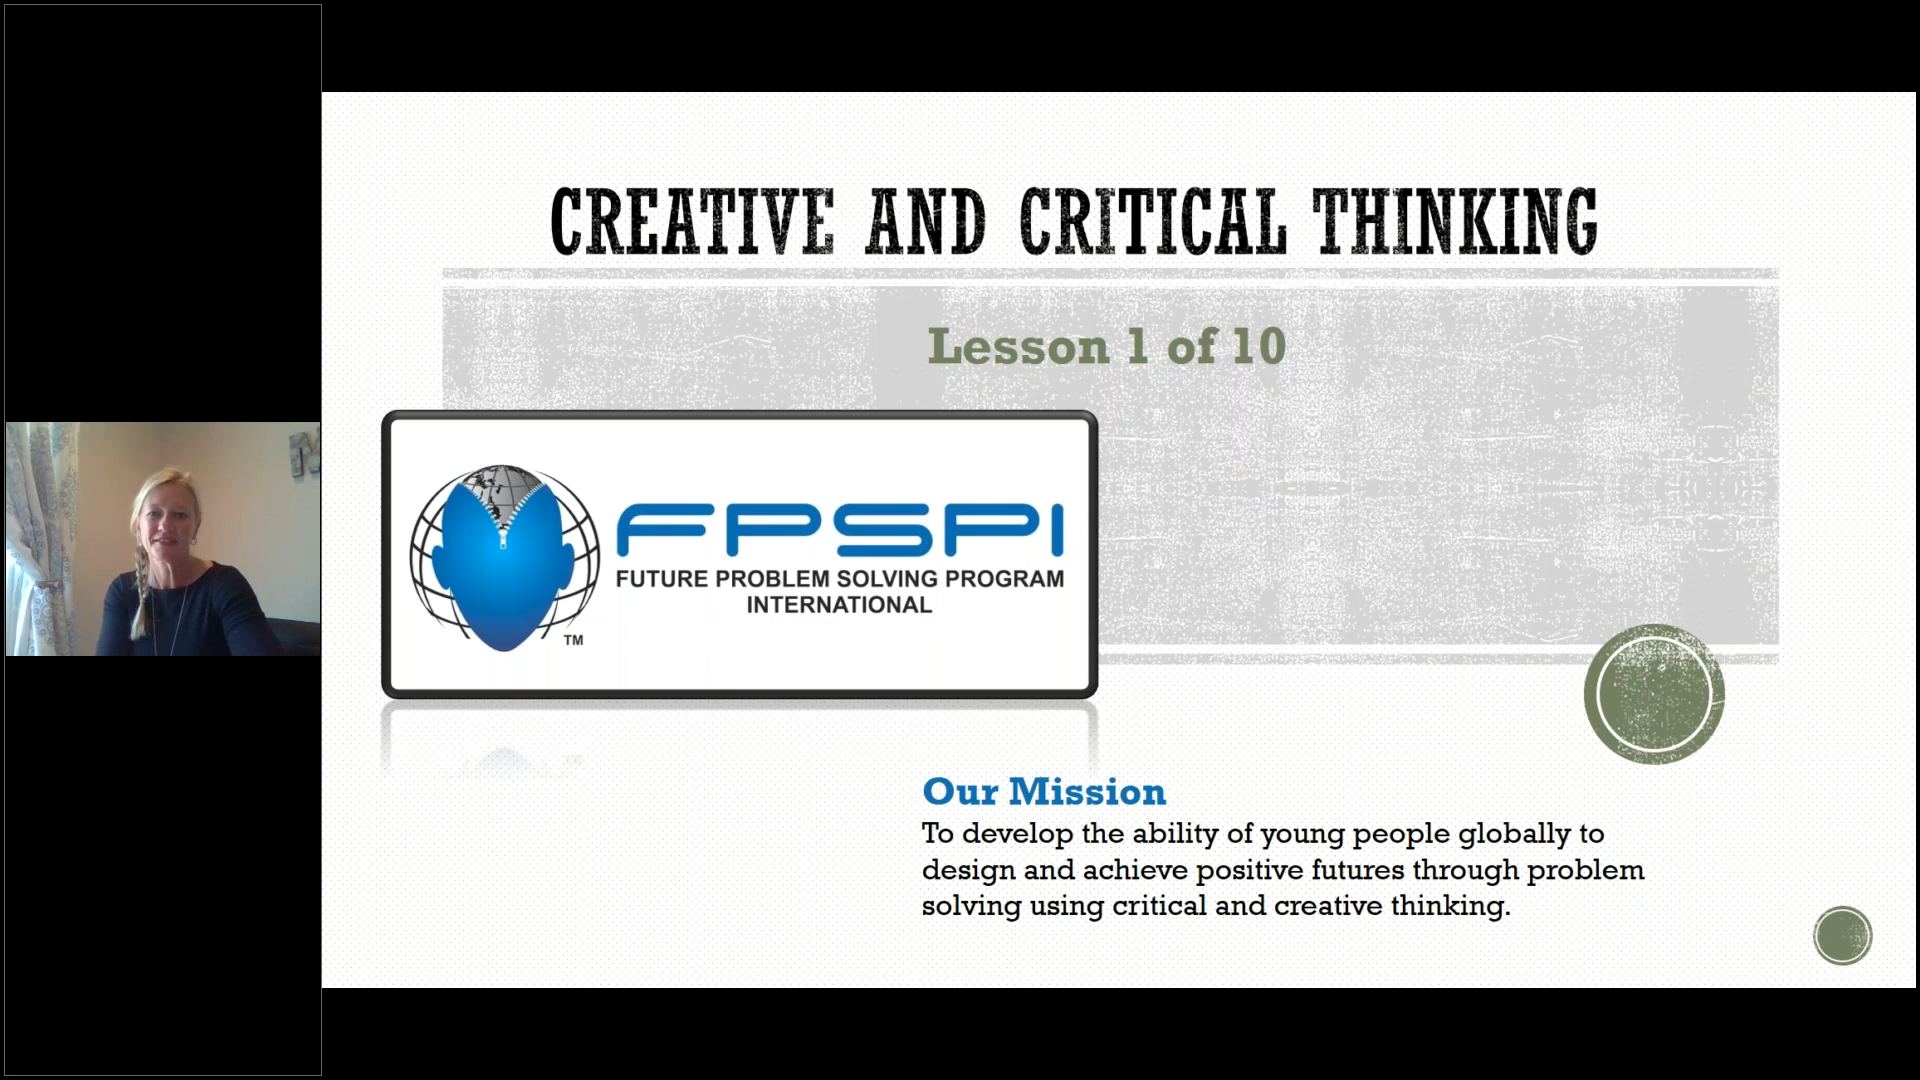 CREATIVE AND CRITICAL THINKING
Lesson 1 of 10
FPSPI
FUTURE PROBLEM SOLVING PROGRAM
INTERNATIONAL
TM
Our Mission
To develop the ability of young people globally to
design and achieve positive futures through problem
solving using critical and creative thinking.